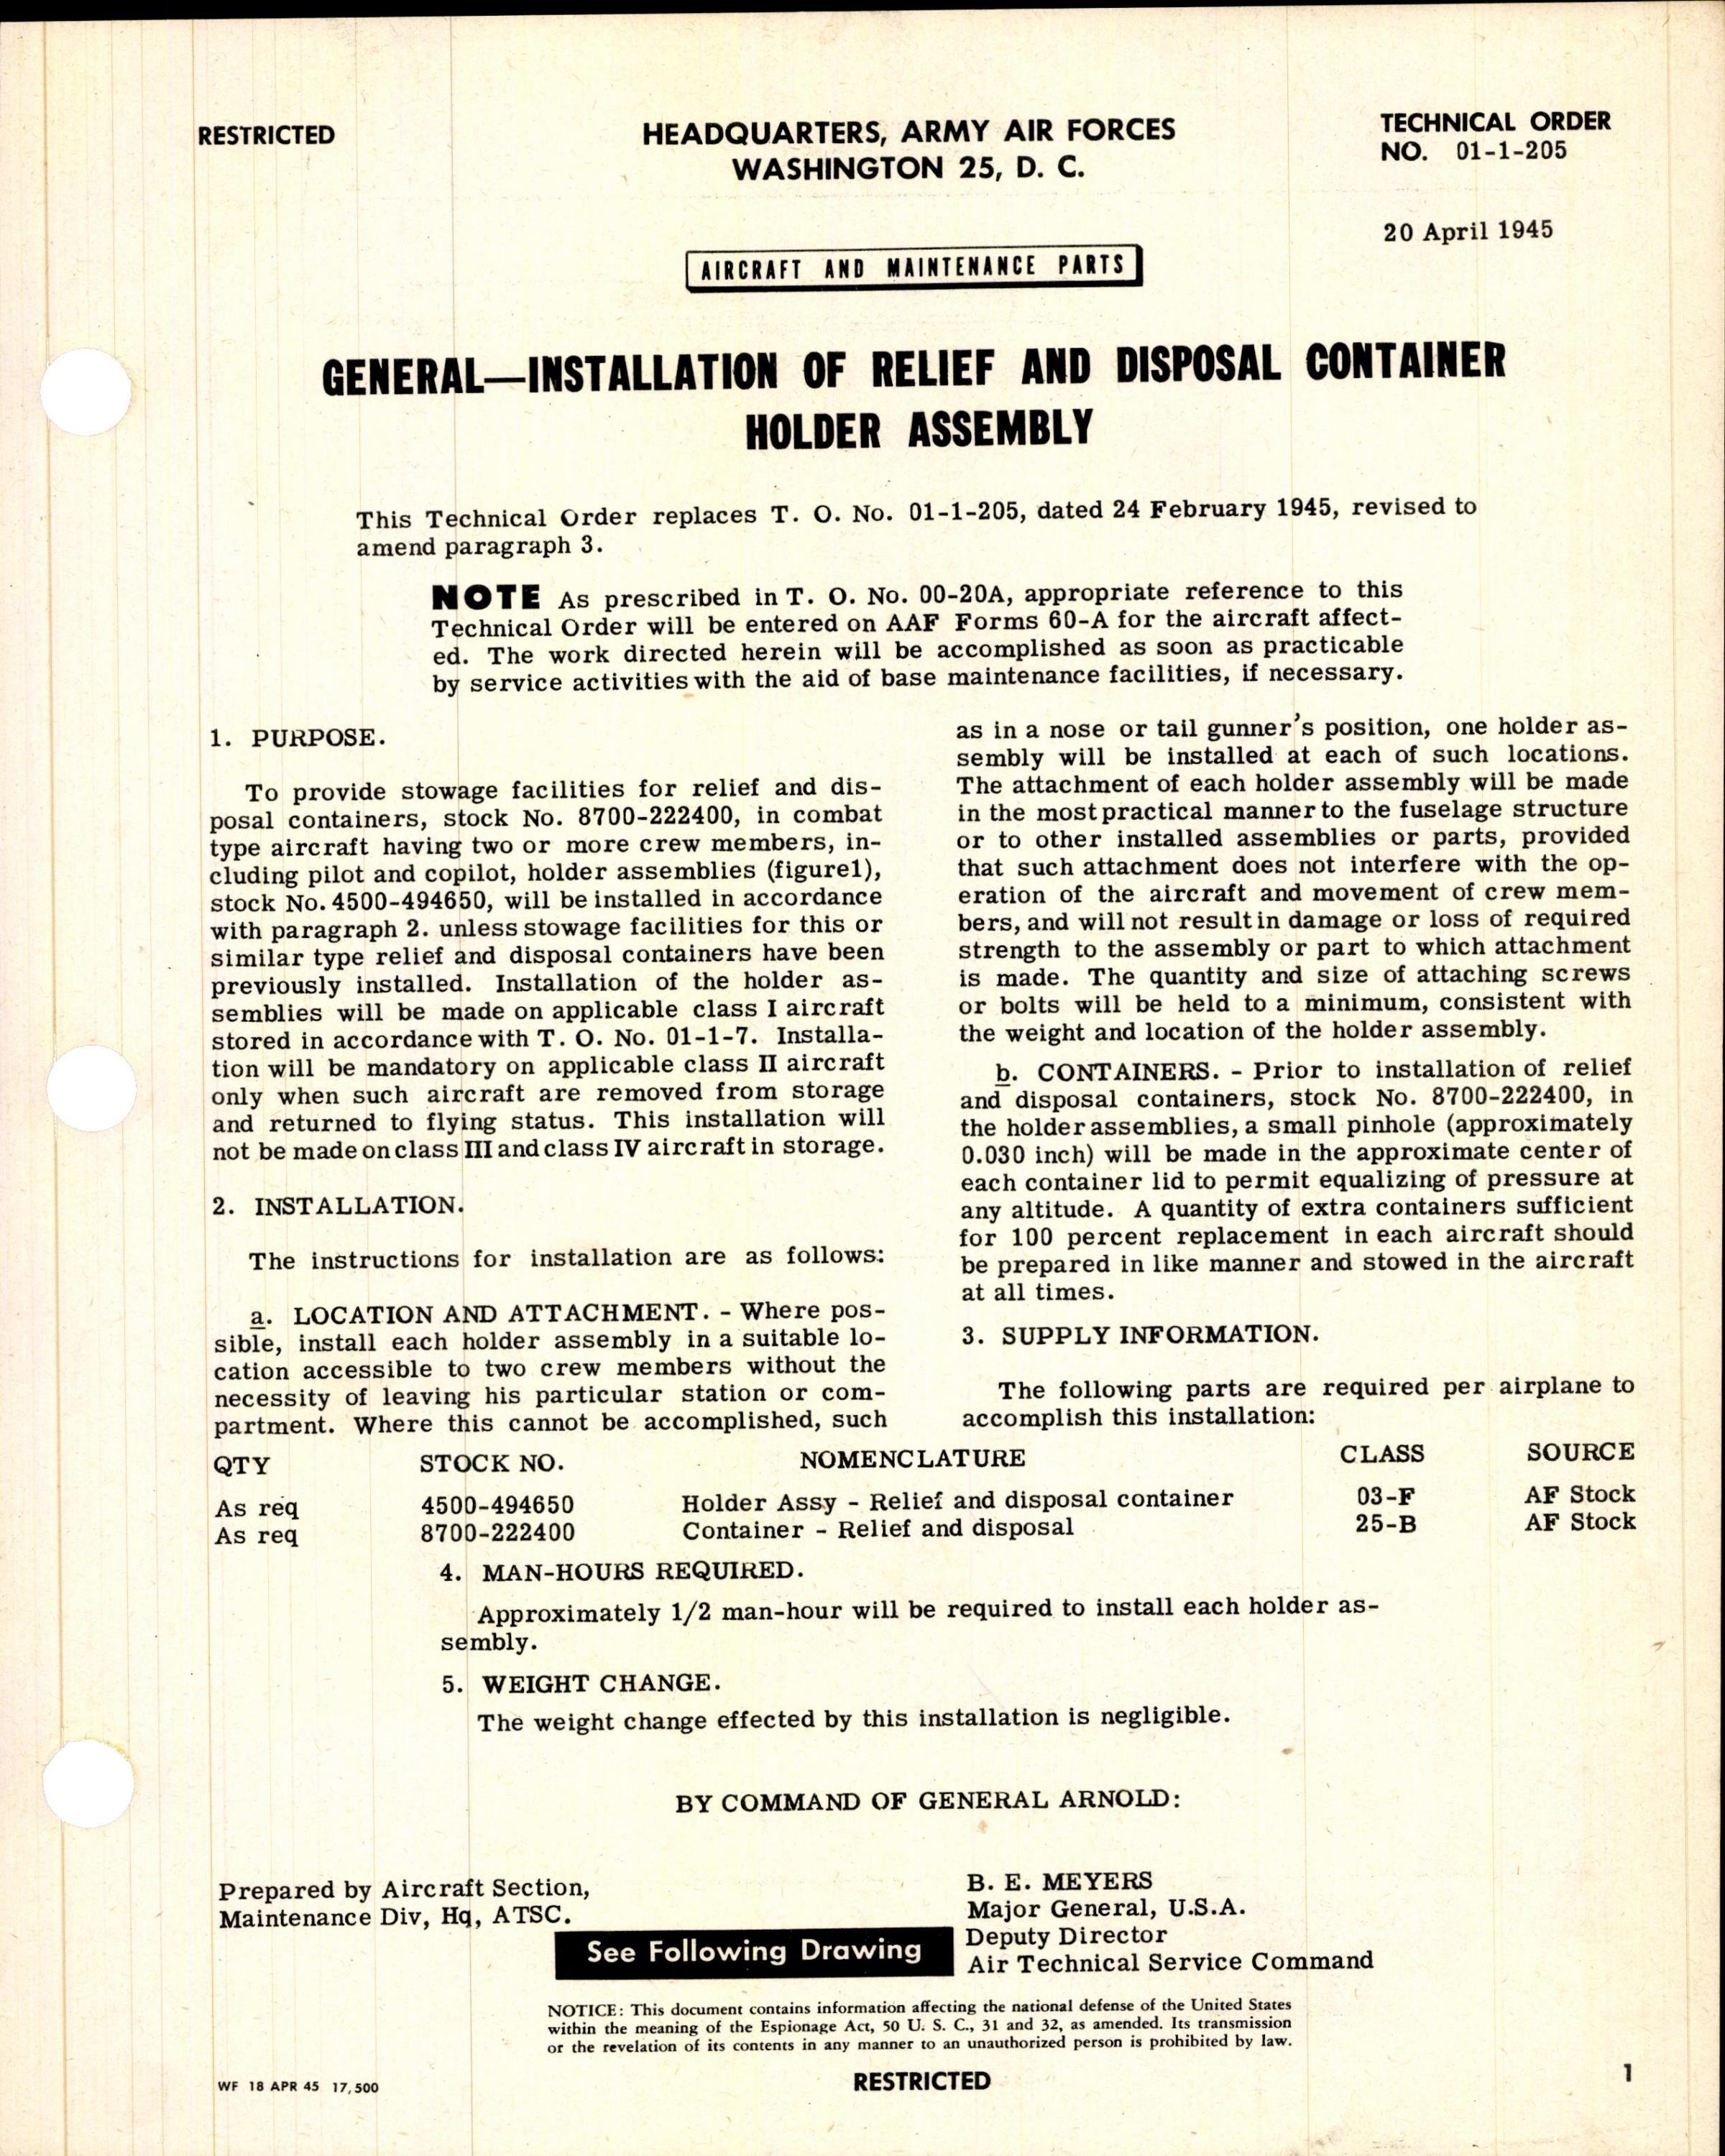 RESTRICTED
HEADQUARTERS, ARMY AIR FORCES
WASHINGTON 25, D. C.
TECHNICAL ORDER
NO. 01-1-205
20 April 1945
AIRCRAFT AND MAINTENANCE PARTS
GENERAL—INSTALLATION OF RELIEF AND DISPOSAL CONTAINER
HOLDER ASSEMBLY
This Technical Order replaces T. O. No. 01-1-205, dated 24 February 1945, revised to
amend paragraph 3.
NOTE As prescribed in T. O. No. 00-20A, appropriate reference to this
Technical Order will be entered on AAF Forms 60-A for the aircraft affect-
ed. The work directed herein will be accomplished as soon as practicable
by service activities with the aid of base maintenance facilities, if necessary.
1. PURPOSE.
To provide stowage facilities for relief and dis-
posal containers, stock No. 8700-222400, in combat
type aircraft having two or more crew members, in-
cluding pilot and copilot, holder assemblies (figure1),
stock No. 4500-494650, will be installed in accordance
with paragraph 2. unless stowage facilities for this or
similar type relief and disposal containers have been
previously installed. Installation of the holder as-
semblies will be made on applicable class I aircraft
stored in accordance with T. O. No. 01-1-7. Installa-
tion will be mandatory on applicable class II aircraft
only when such aircraft are removed from storage
and returned to flying status. This installation will
not be made on class III and class IV aircraft in storage.
2. INSTALLATION.
The instructions for installation are as follows:
a. LOCATION AND ATTACHMENT. - Where pos-
sible, install each holder assembly in a suitable lo-
cation accessible to two crew members without the
necessity of leaving his particular station or com-
partment. Where this cannot be accomplished, such
as in a nose or tail gunner's position, one holder as-
sembly will be installed at each of such locations.
The attachment of each holder assembly will be made
in the most practical manner to the fuselage structure
or to other installed assemblies or parts, provided
that such attachment does not interfere with the op-
eration of the aircraft and movement of crew mem-
bers, and will not result in damage or loss of required
strength to the assembly or part to which attachment
is made. The quantity and size of attaching screws
or bolts will be held to a minimum, consistent with
the weight and location of the holder assembly.
b. CONTAINERS. - Prior to installation of relief
and disposal containers, stock No. 8700-222400, in
the holder assemblies, a small pinhole (approximately
0.030 inch) will be made in the approximate center of
each container lid to permit equalizing of pressure at
any altitude. A quantity of extra containers sufficient
for 100 percent replacement in each aircraft should
be prepared in like manner and stowed in the aircraft
at all times.
3. SUPPLY INFORMATION.
The following parts are required per airplane to
accomplish this installation:
QTY STOCK NO. NOMENCLATURE CLASS SOURCE
As req 4500-494650 Holder Assy - Relief and disposal container 03-F AF Stock
As req 8700-222400 Container - Relief and disposal 25-B AF Stock
4. MAN-HOURS REQUIRED.
Approximately 1/2 man-hour will be required to install each holder as-
sembly.
5. WEIGHT CHANGE.
The weight change effected by this installation is negligible.
BY COMMAND OF GENERAL ARNOLD:
Prepared by Aircraft Section,
Maintenance Div, Hq, ATSC.
B. E. MEYERS
Major General, U.S.A.
Deputy Director
Air Technical Service Command
See Following Drawing
NOTICE: This document contains information affecting the national defense of the United States
within the meaning of the Espionage Act, 50 U. S. C., 31 and 32, as amended. Its transmission
or the revelation of its contents in any manner to an unauthorized person is prohibited by law.
WF 18 APR 45 17,500
RESTRICTED
1